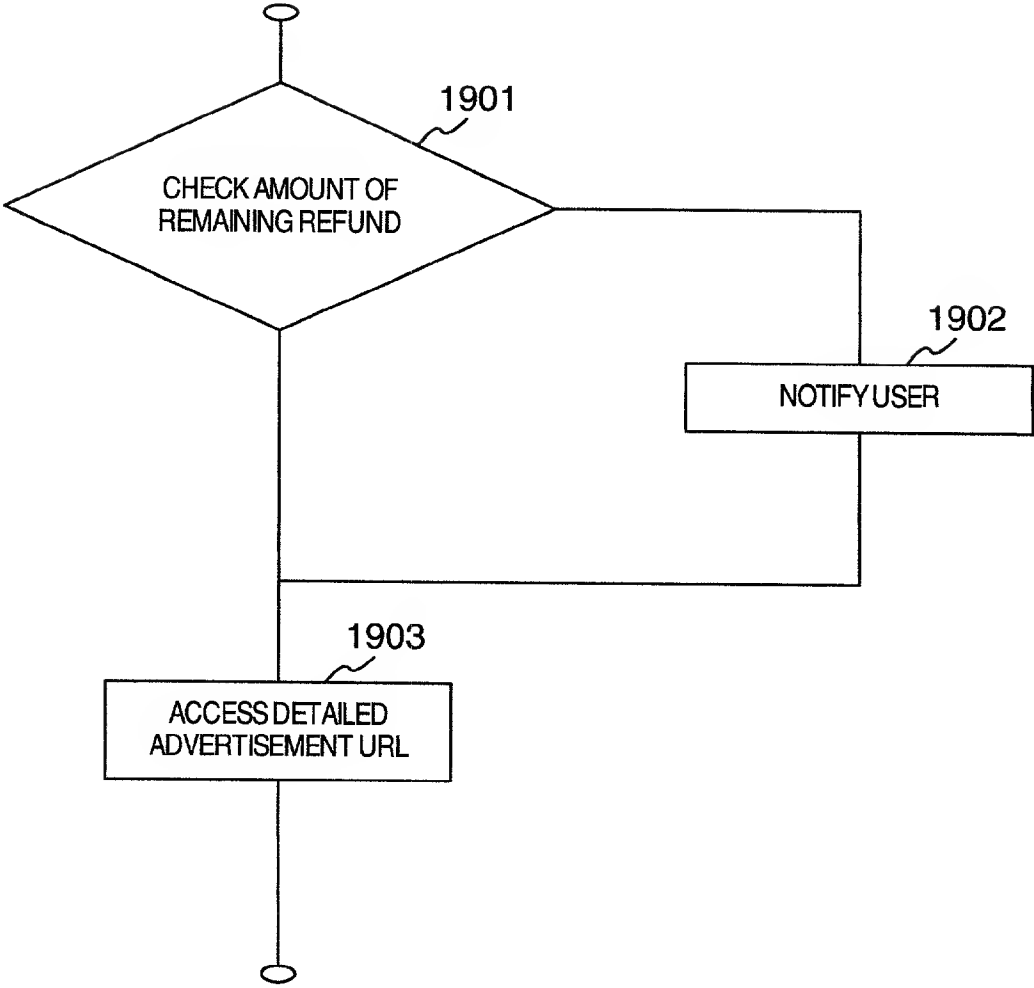 1901
CHECK AMOUNT OF
REMAINING REFUND
1902
NOTIFY USER
1903
ACCESS DETAILED
ADVERTISEMENT URL